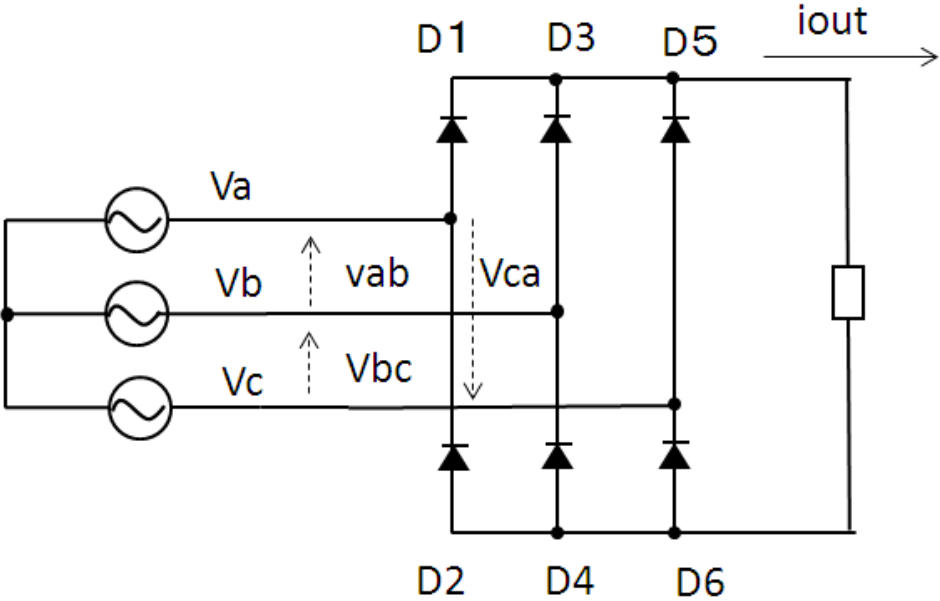 iout
D1 D3 D5
Va
Vb vab Vca
Vc Vbc
D2 D4 D6